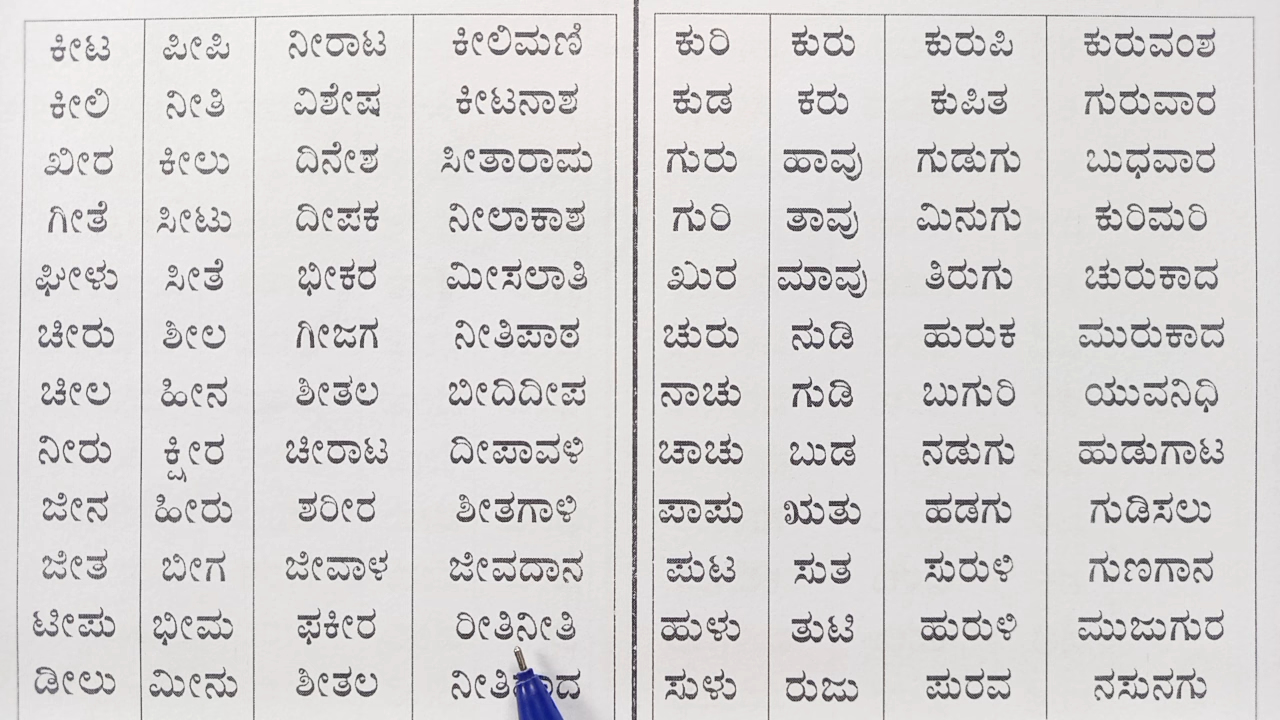 ಕೀಟ ಪೀಪಿ ನೀರಾಟ ಕೀಲಿಮಣಿ ಕುರಿ ಕುರು ಕುರುಪಿ ಕುರುವಂಶ
ಕೀಲಿ ನೀತಿ ವಿಶೇಷ ಕೀಟನಾಶ ಕುಡ ಕರು ಕುಪಿತ ಗುರುವಾರ
ಖೀರ ಕೀಲು ದಿನೇಶ ಸೀತಾರಾಮ ಗುರು ಹಾವು ಗುಡುಗು ಬುಧವಾರ
ಗೀತೆ ಸೀಟು ದೀಪಕ ನೀಲಾಕಾಶ ಗುರಿ ತಾವು ಮಿನುಗು ಕುರಿಮರಿ
ಘೀಳು ಸೀತೆ ಭೀಕರ ಮೀಸಲಾತಿ ಖುರ ಮಾವು ತಿರುಗು ಚುರುಕಾದ
ಚೀರು ಶೀಲ ಗೀಜಗ ನೀತಿಪಾಠ ಚುರು ನುಡಿ ಹುರುಕ ಮುರುಕಾದ
ಚೀಲ ಹೀನ ಶೀತಲ ಬೀದಿದೀಪ ನಾಚು ಗುಡಿ ಬುಗುರಿ ಯುವನಿಧಿ
ನೀರು ಕ್ಷೀರ ಚೀರಾಟ ದೀಪಾವಳಿ ಚಾಚು ಬುಡ ನಡುಗು ಹುಡುಗಾಟ
ಜೀನ ಹೀರು ಶರೀರ ಶೀತಗಾಳಿ ಪಾಪು ಋತು ಹಡಗು ಗುಡಿಸಲು
ಜೀತ ಬೀಗ ಜೀವಾಳ ಜೀವದಾನ ಪುಟ ಸುತ ಸುರುಳಿ ಗುಣಗಾನ
ಟೀಪು ಭೀಮ ಫಕೀರ ರೀತಿನೀತಿ ಹುಳು ತುಟಿ ಹುರುಳಿ ಮುಜುಗುರ
ಡೀಲು ಮೀನು ಶೀತಲ ಸುಳು ರುಜು ಪುರವ ನಸುನಗು